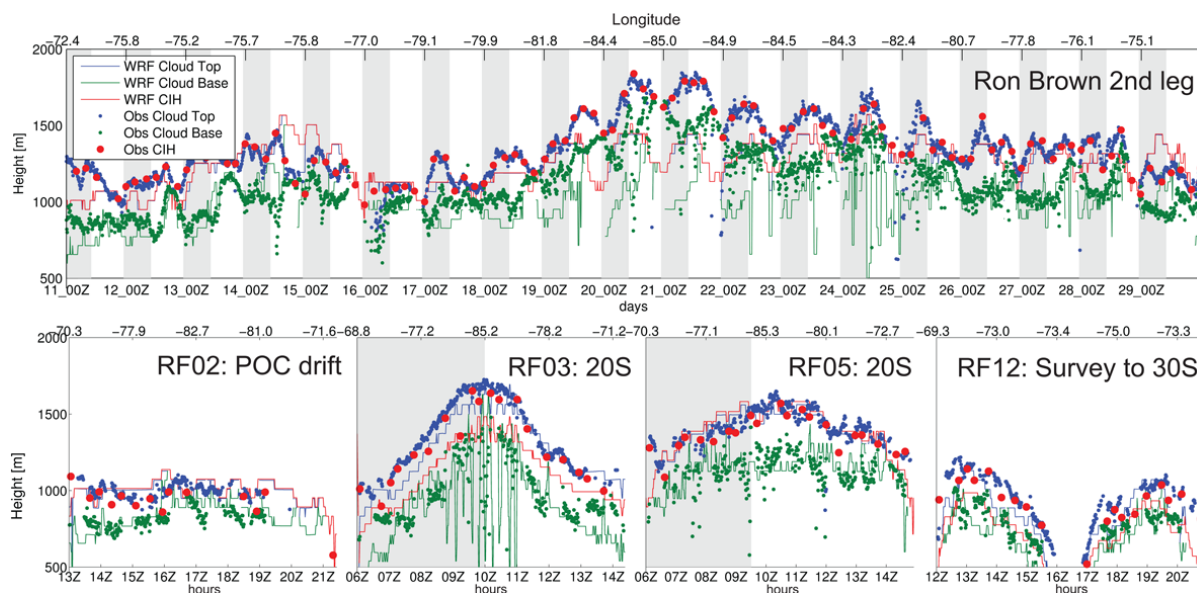 Longitude
−72.4 −75.8 −75.2 −75.7 −75.8 −77.0 −79.1 −79.9 −81.8 −84.4 −85.0 −84.9 −84.5 −84.3 −82.4 −80.7 −77.8 −76.1 −75.1
2000
WRF Cloud Top
WRF Cloud Base
WRF CIH
Obs Cloud Top
Obs Cloud Base
Obs CIH
Ron Brown 2nd leg
1500
Height [m]
1000
500
11_00Z 12_00Z 13_00Z 14_00Z 15_00Z 16_00Z 17_00Z 18_00Z 19_00Z 20_00Z 21_00Z 22_00Z 23_00Z 24_00Z 25_00Z 26_00Z 27_00Z 28_00Z 29_00Z
days
−70.3 −77.9 −82.7 −81.0 −71.6 −68.8 −77.2 −85.2 −78.2 −71.2 −70.3 −77.1 −85.3 −80.1 −72.7 −69.3 −73.0 −73.4 −75.0 −73.3
2000
RF02: POC drift RF03: 20S RF05: 20S RF12: Survey to 30S
1500
Height [m]
1000
500
13Z 14Z 15Z 16Z 17Z 18Z 19Z 20Z 21Z 06Z 07Z 08Z 09Z 10Z 11Z 12Z 13Z 14Z 06Z 07Z 08Z 09Z 10Z 11Z 12Z 13Z 14Z 12Z 13Z 14Z 15Z 16Z 17Z 18Z 19Z 20Z
hours hours hours hours